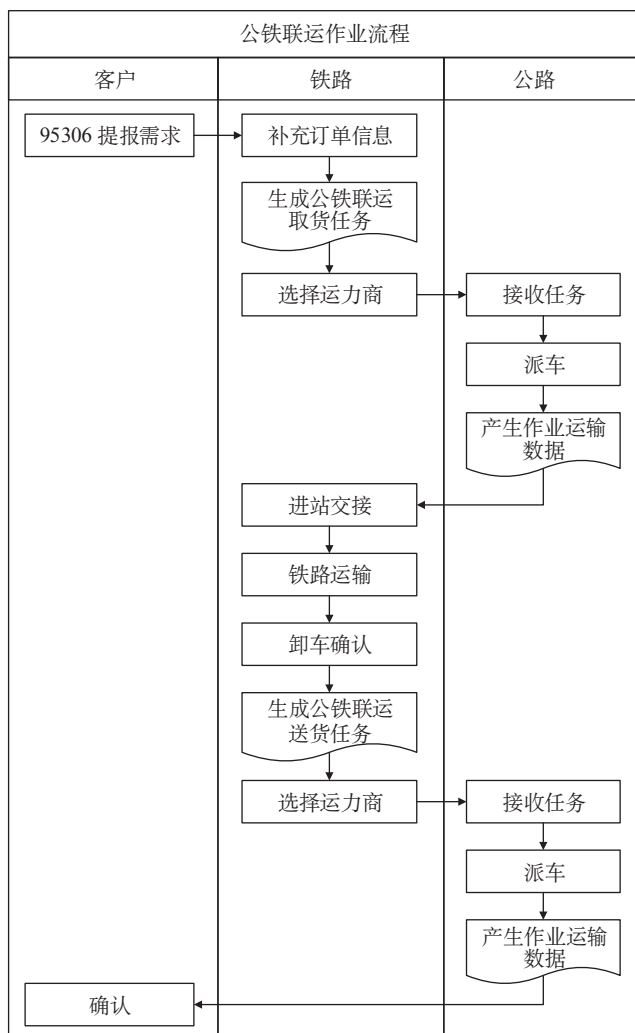 公铁联运作业流程
客户
铁路
公路
95306 提报需求
补充订单信息
生成公铁联运
取货任务
选择运力商
接收任务
派车
产生作业运输
数据
进站交接
铁路运输
卸车确认
生成公铁联运
送货任务
选择运力商
接收任务
派车
产生作业运输
数据
确认